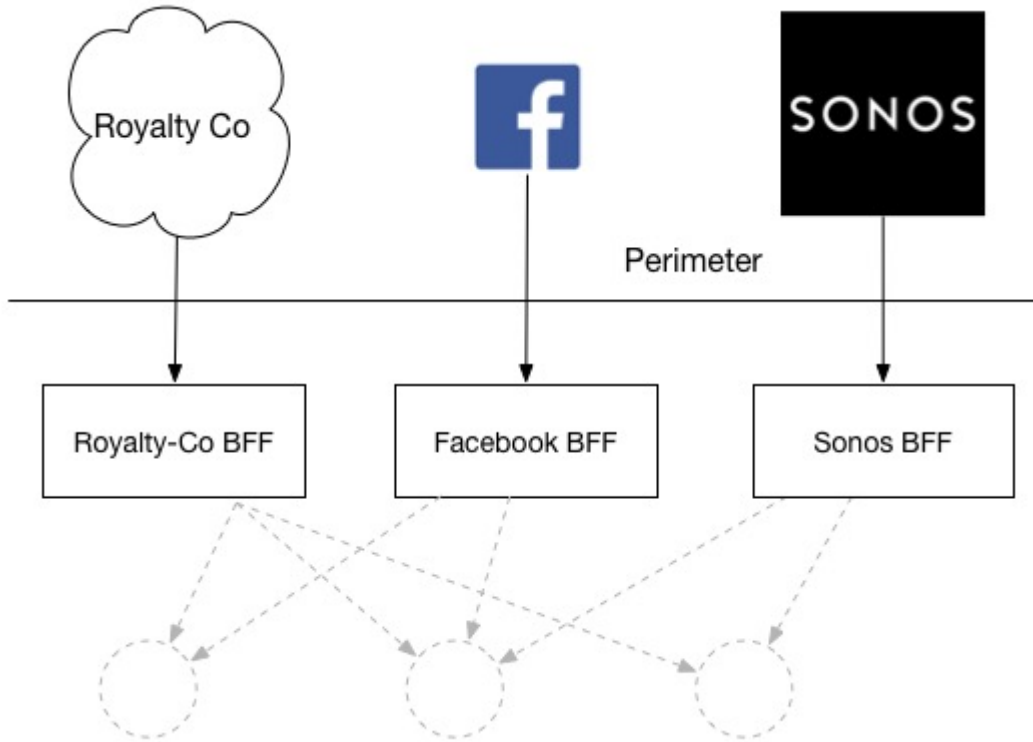 Royalty Co
f
SONOS
Perimeter
Royalty-Co BFF
Facebook BFF
Sonos BFF